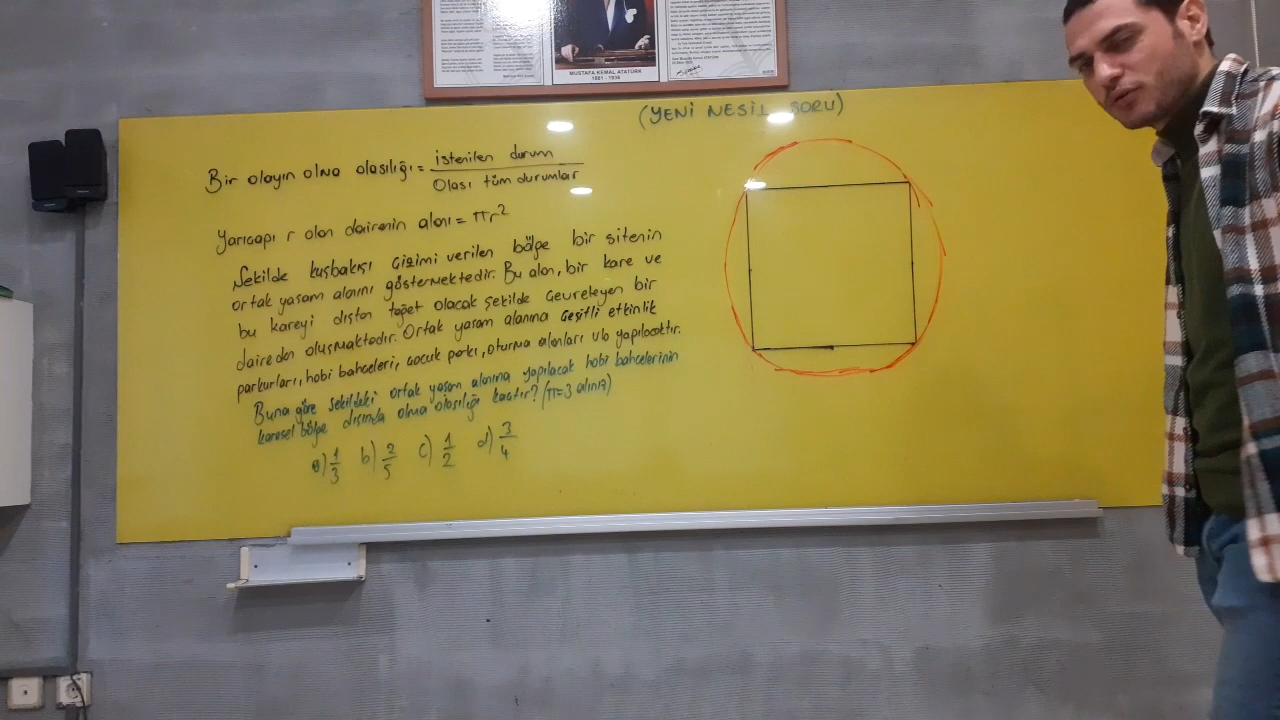 MUSTAFA KEMAL ATATÜRK
1881 - 1938
(YENİ NESİL SORU)
Bir olayın olma olasılığı = istenilen durum / Olası tüm durumlar
Yarıçapı r olan dairenin alanı = πr²
Şekilde kuşbakışı çizimi verilen bölge bir sitenin
ortak yaşam alanını göstermektedir. Bu alan, bir kare ve
bu kareyi dıştan teğet olacak şekilde çevreleyen bir
daireden oluşmaktadır. Ortak yaşam alanına çeşitli etkinlik
parkurları, hobi bahçeleri, çocuk parkı, oturma alanları vb yapılacaktır.
Buna göre şekildeki ortak yaşam alanına yapılacak hobi bahçelerinin
karesel bölge dışında olma olasılığı kaçtır? (π=3 alınız)
a) 1/3 b) 2/5 c) 1/2 d) 3/4